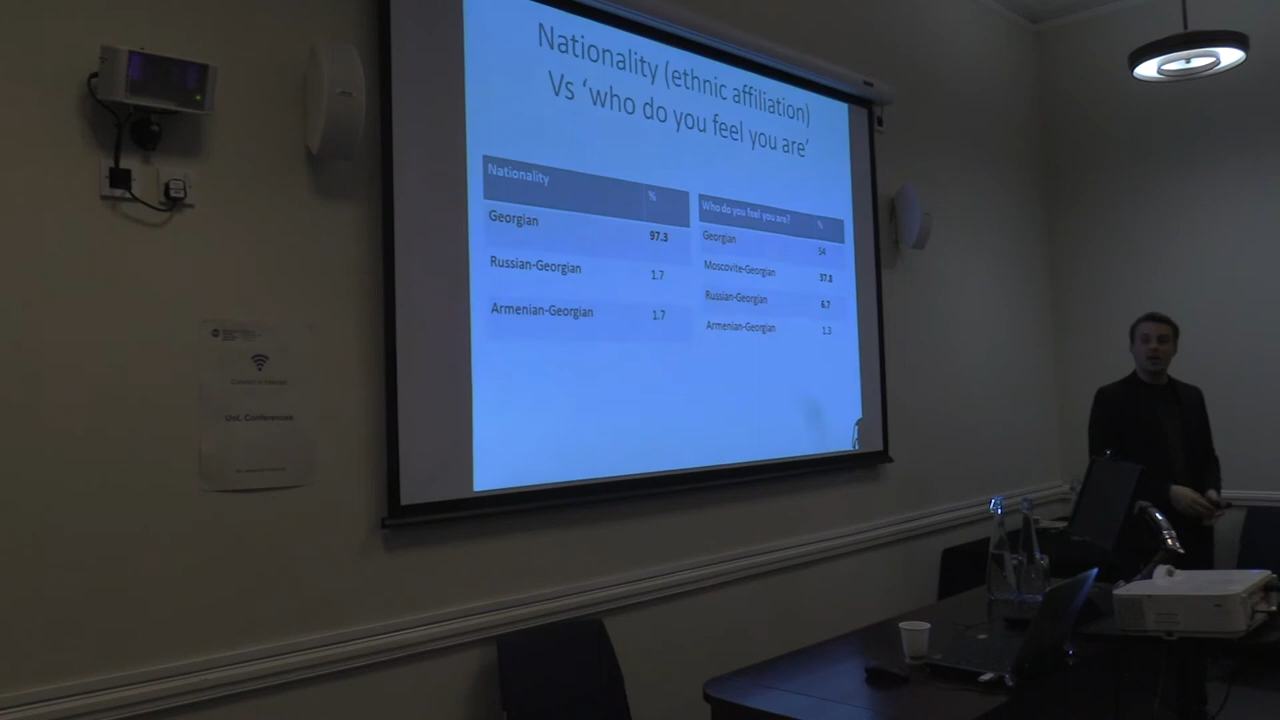 Nationality (ethnic affiliation)
Vs ‘who do you feel you are’
Nationality %
Georgian 97.3
Russian-Georgian 1.7
Armenian-Georgian 1.7
Who do you feel you are? %
Georgian 54
Moscovite-Georgian 37.8
Russian-Georgian 6.7
Armenian-Georgian 1.3
UoL Conferences